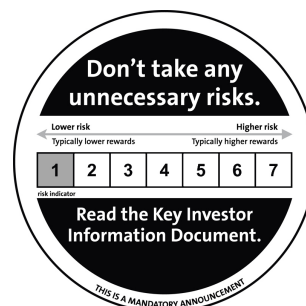 Don't take any
unnecessary risks.
Lower risk Higher risk
Typically lower rewards Typically higher rewards
1 2 3 4 5 6 7
risk indicator
Read the Key Investor
Information Document.
THIS IS A MANDATORY ANNOUNCEMENT